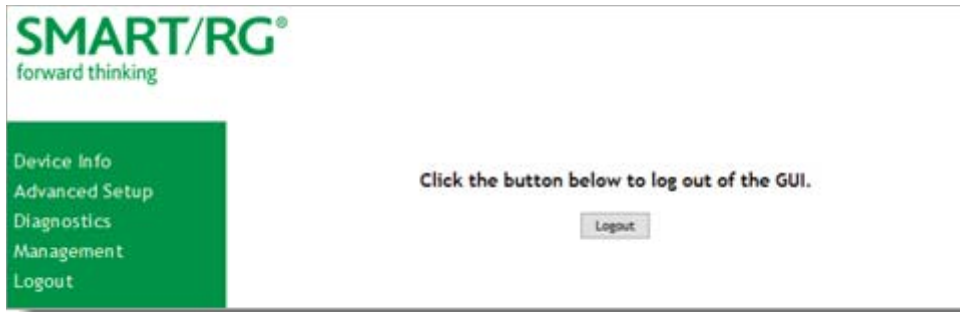 SMART/RG®
forward thinking
Device Info
Advanced Setup
Diagnostics
Management
Logout
Click the button below to log out of the GUI.
Logout